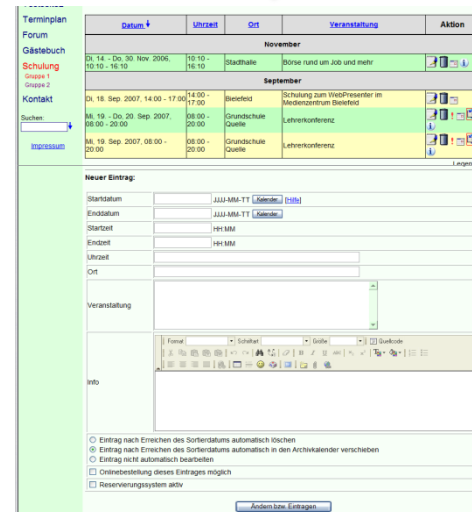 Terminplan
Forum
Gästebuch
Schulung
Gruppe 1
Gruppe 2
Kontakt
Suchen:
Impressum
Datum Uhrzeit Ort Veranstaltung Aktion
November
Di, 14. - Do, 30. Nov. 2006, 10:10 - 16:10 10:10 - 16:10 Stadthalle Börse rund um Job und mehr
September
Di, 18. Sep. 2007, 14:00 - 17:00 14:00 - 17:00 Bielefeld Schulung zum WebPresenter im Medienzentrum Bielefeld
Mi, 19. - Do, 20. Sep. 2007, 08:00 - 20:00 08:00 - 20:00 Grundschule Quelle Lehrerkonferenz
Mi, 19. Sep. 2007, 08:00 - 20:00 08:00 - 20:00 Grundschule Quelle Lehrerkonferenz
Neuer Eintrag:
Startdatum JJJJ-MM-TT Kalender [Hilfe]
Enddatum JJJJ-MM-TT Kalender
Startzeit HH:MM
Endzeit HH:MM
Uhrzeit
Ort
Veranstaltung
Format Schriftart Größe Quellcode
Info
Eintrag nach Erreichen des Sortierdatums automatisch löschen
Eintrag nach Erreichen des Sortierdatums automatisch in den Archivkalender verschieben
Eintrag nicht automatisch bearbeiten
Onlinebestellung dieses Eintrages möglich
Reservierungssystem aktiv
Ändern bzw. Eintragen